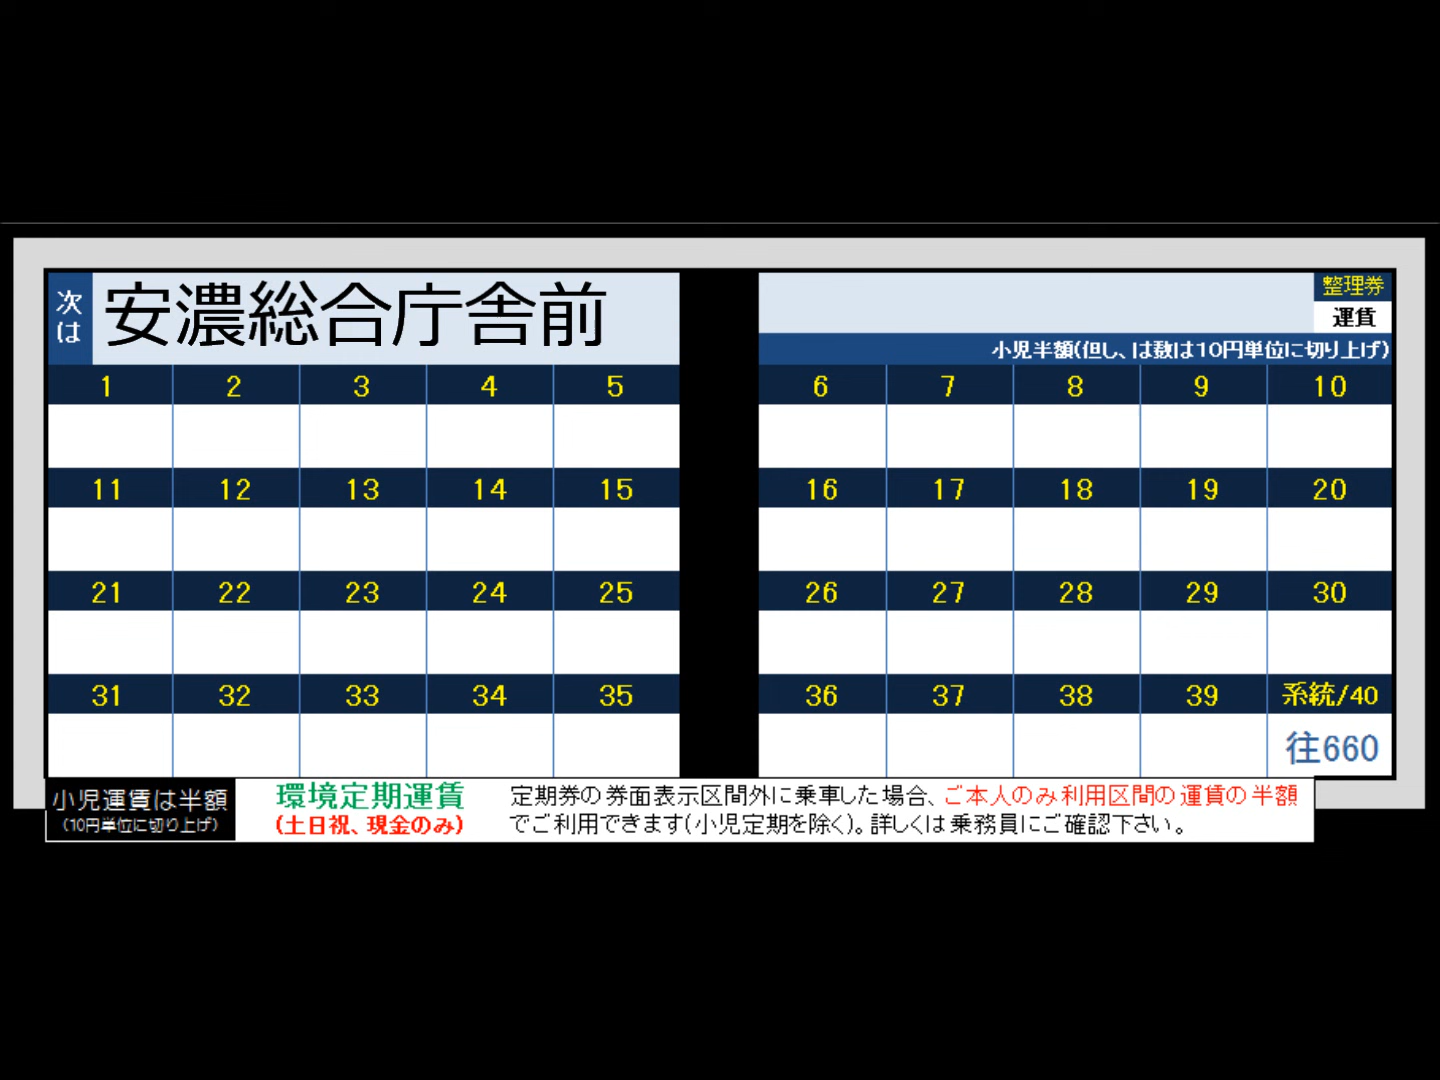 次は
安濃総合庁舎前
整理券
運賃
小児半額(但し、は数は10円単位に切り上げ)
1 2 3 4 5 6 7 8 9 10
11 12 13 14 15 16 17 18 19 20
21 22 23 24 25 26 27 28 29 30
31 32 33 34 35 36 37 38 39 系統/40
往660
小児運賃は半額
(10円単位に切り上げ)
環境定期運賃
(土日祝、現金のみ)
定期券の券面表示区間外に乗車した場合、ご本人のみ利用区間の運賃の半額
でご利用できます(小児定期を除く)。詳しくは乗務員にご確認下さい。